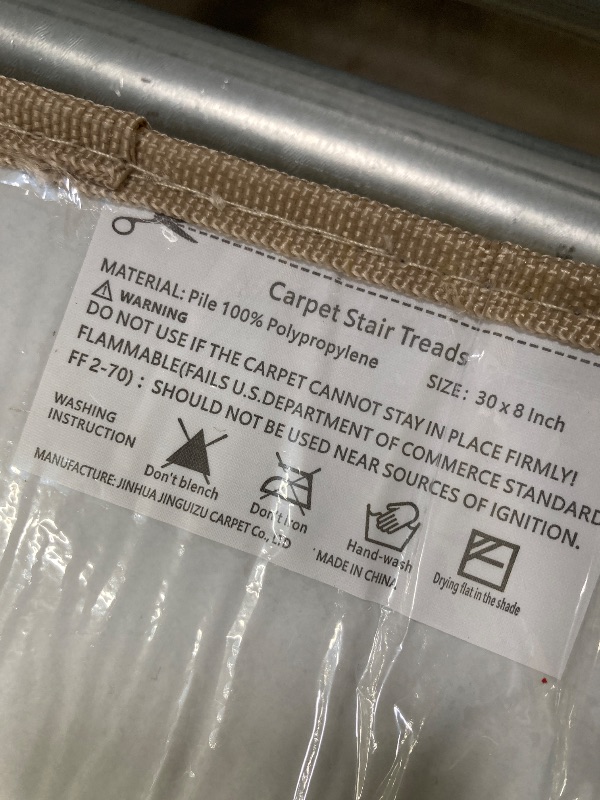 Carpet Stair Treads
MATERIAL: Pile 100% Polypropylene
SIZE: 30 x 8 Inch
WARNING
DO NOT USE IF THE CARPET CANNOT STAY IN PLACE FIRMLY!
FLAMMABLE(FAILS U.S.DEPARTMENT OF COMMERCE STANDARD
FF 2-70) : SHOULD NOT BE USED NEAR SOURCES OF IGNITION.
WASHING
INSTRUCTION
Don't blench
Don't Iron
Hand-wash
Drying flat in the shade
MANUFACTURE: JINHUA JINGUIZU CARPET Co., LTD
MADE IN CHINA